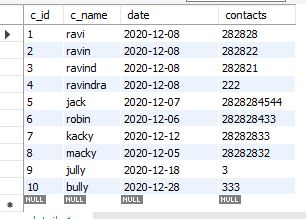 c_id c_name date contacts
1 ravi 2020-12-08 282828
2 ravin 2020-12-08 282822
3 ravind 2020-12-08 282821
4 ravindra 2020-12-08 222
5 jack 2020-12-07 2828284544
6 robin 2020-12-06 282828433
7 kacky 2020-12-12 28282833
8 macky 2020-12-05 28282832
9 jully 2020-12-18 3
10 bully 2020-12-28 333
NULL NULL NULL NULL